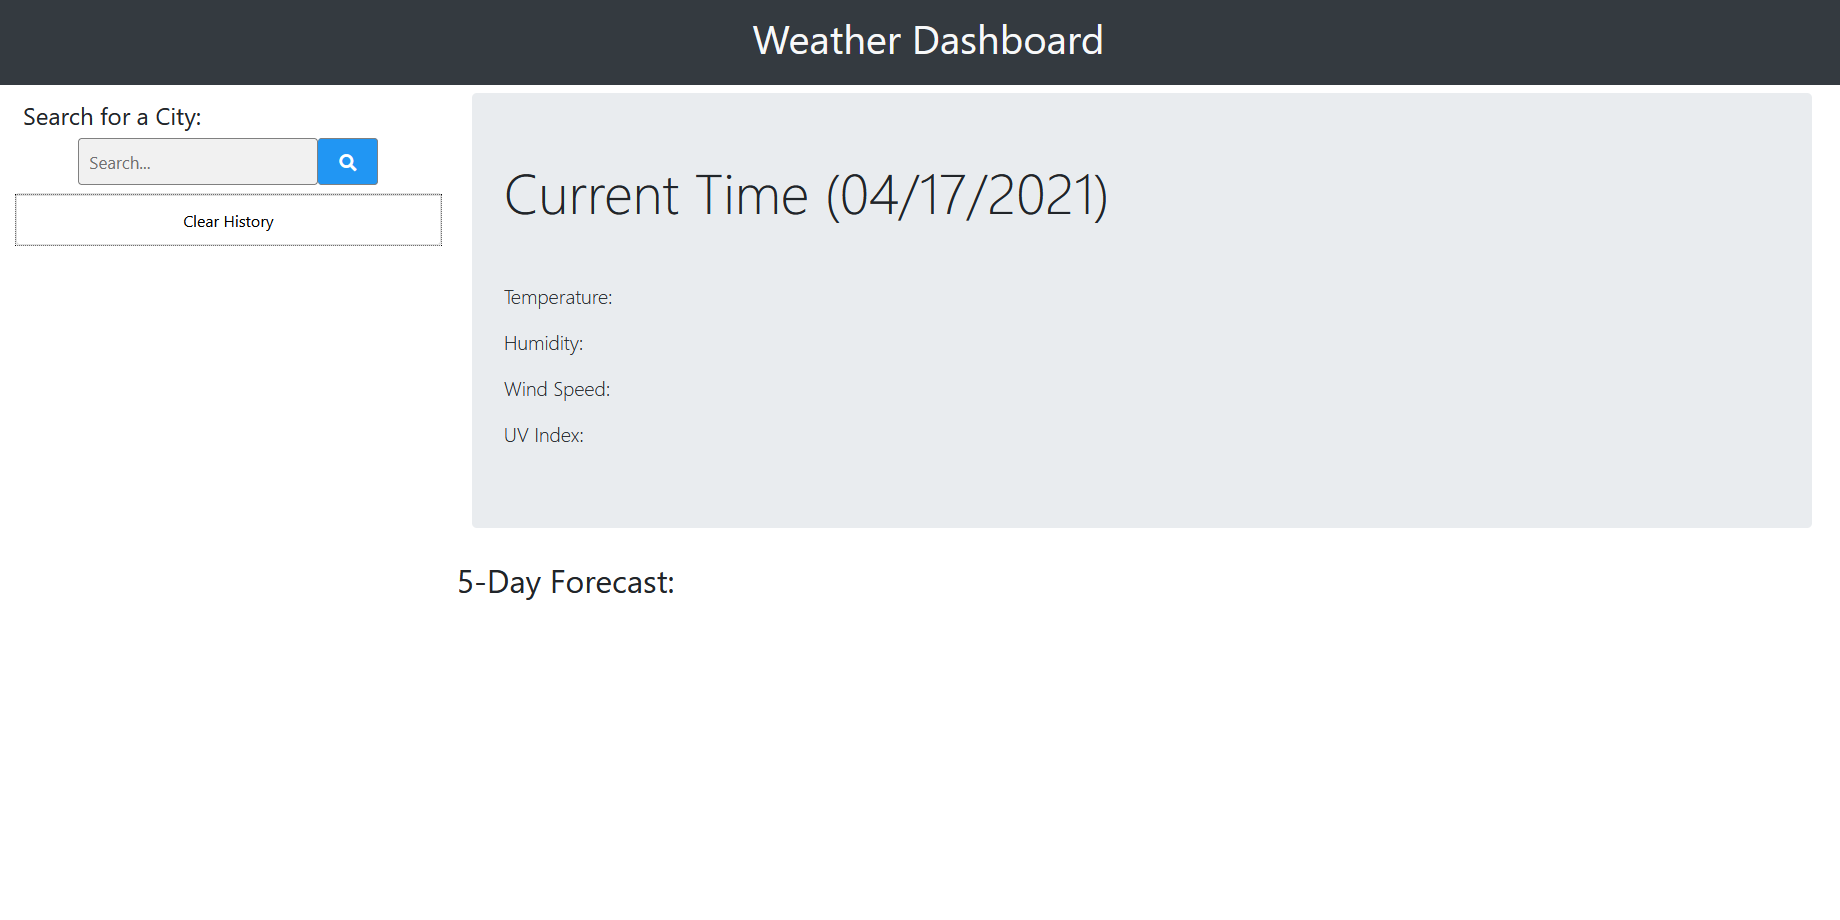 Weather Dashboard
Search for a City:
Search...
Clear History
Current Time (04/17/2021)
Temperature:
Humidity:
Wind Speed:
UV Index:
5-Day Forecast: